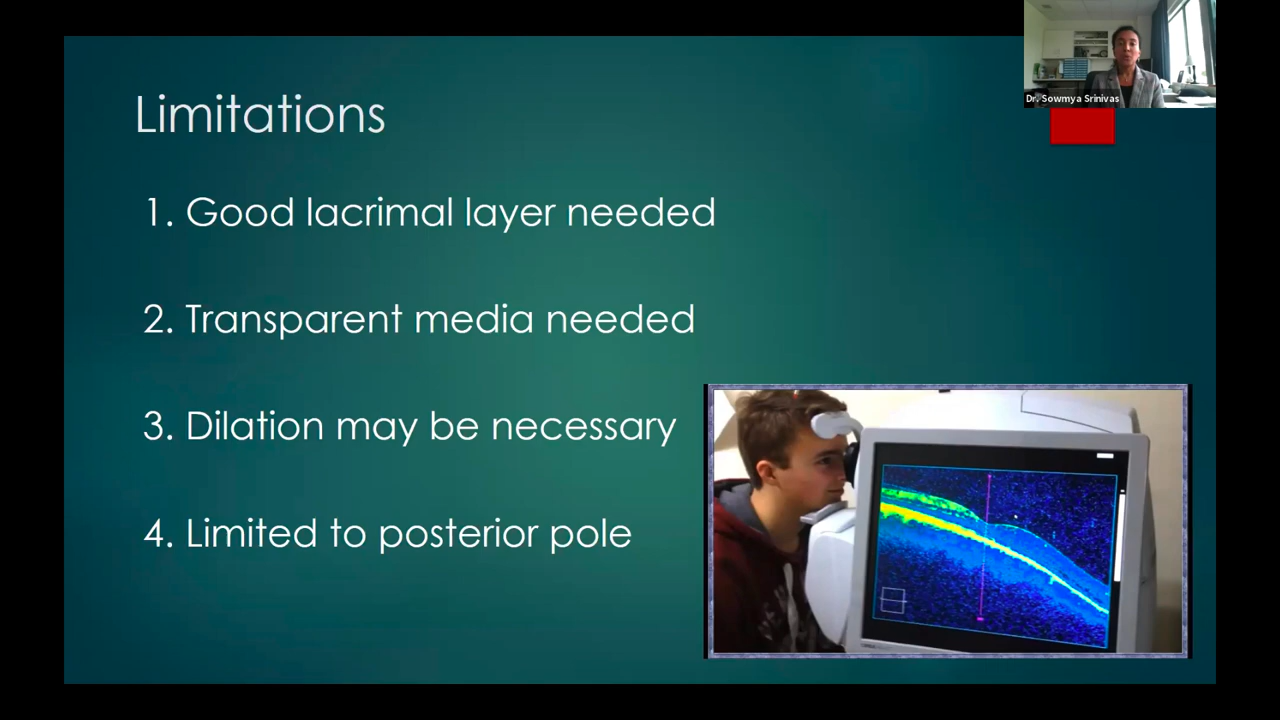 Dr. Sowmya Srinivas
Limitations
1. Good lacrimal layer needed
2. Transparent media needed
3. Dilation may be necessary
4. Limited to posterior pole